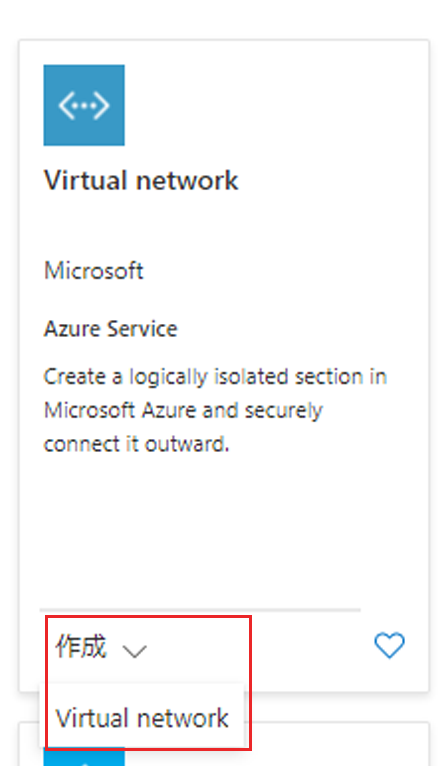 Virtual network
Microsoft
Azure Service
Create a logically isolated section in
Microsoft Azure and securely
connect it outward.
作成
Virtual network